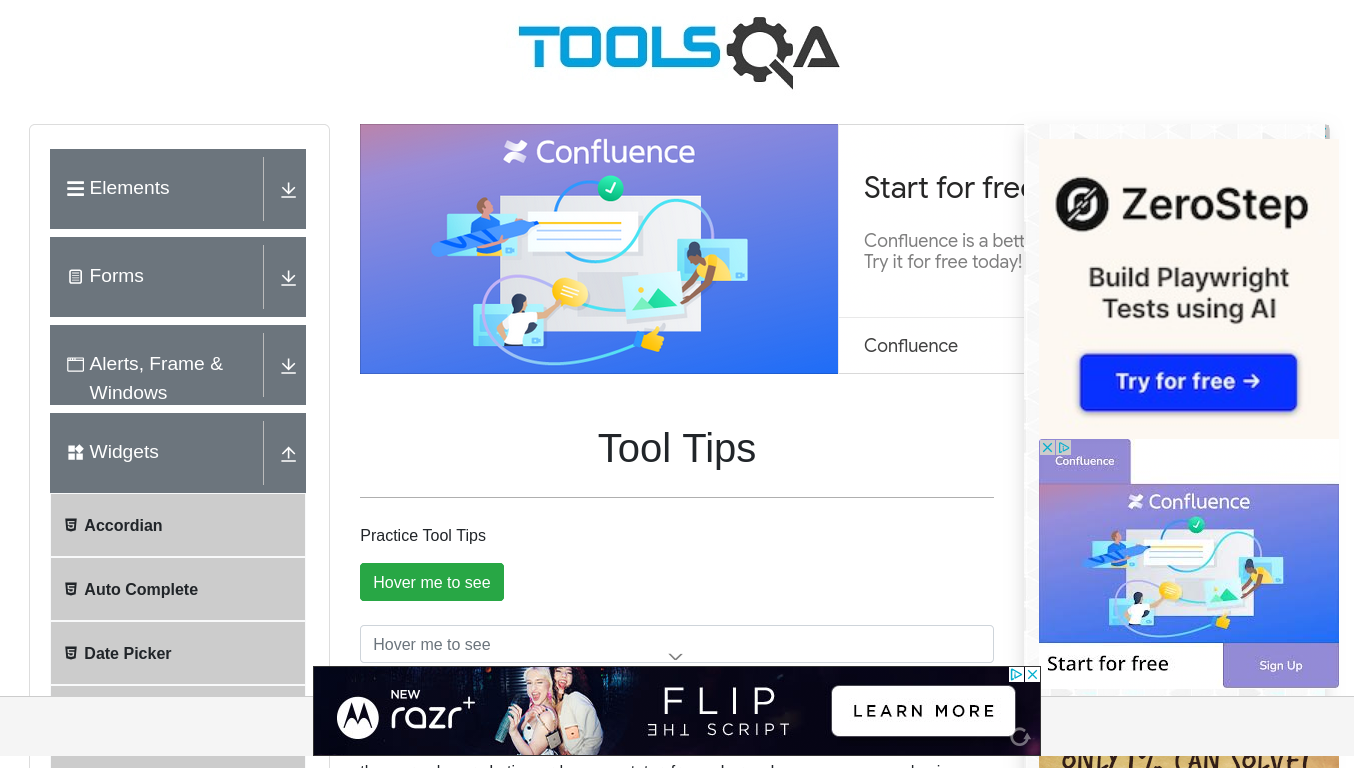 TOOLSQA
Elements
Forms
Alerts, Frame &
Windows
Widgets
Accordian
Auto Complete
Date Picker
Confluence
Start for free
Confluence is a bett
Try it for free today!
Confluence
Tool Tips
Practice Tool Tips
Hover me to see
Hover me to see
ZeroStep
Build Playwright
Tests using AI
Try for free →
Confluence
Confluence
Start for free
Sign Up
NEW
razr+
FLIP
THE SCRIPT
LEARN MORE
ONLY 1% CAN SOLVE!